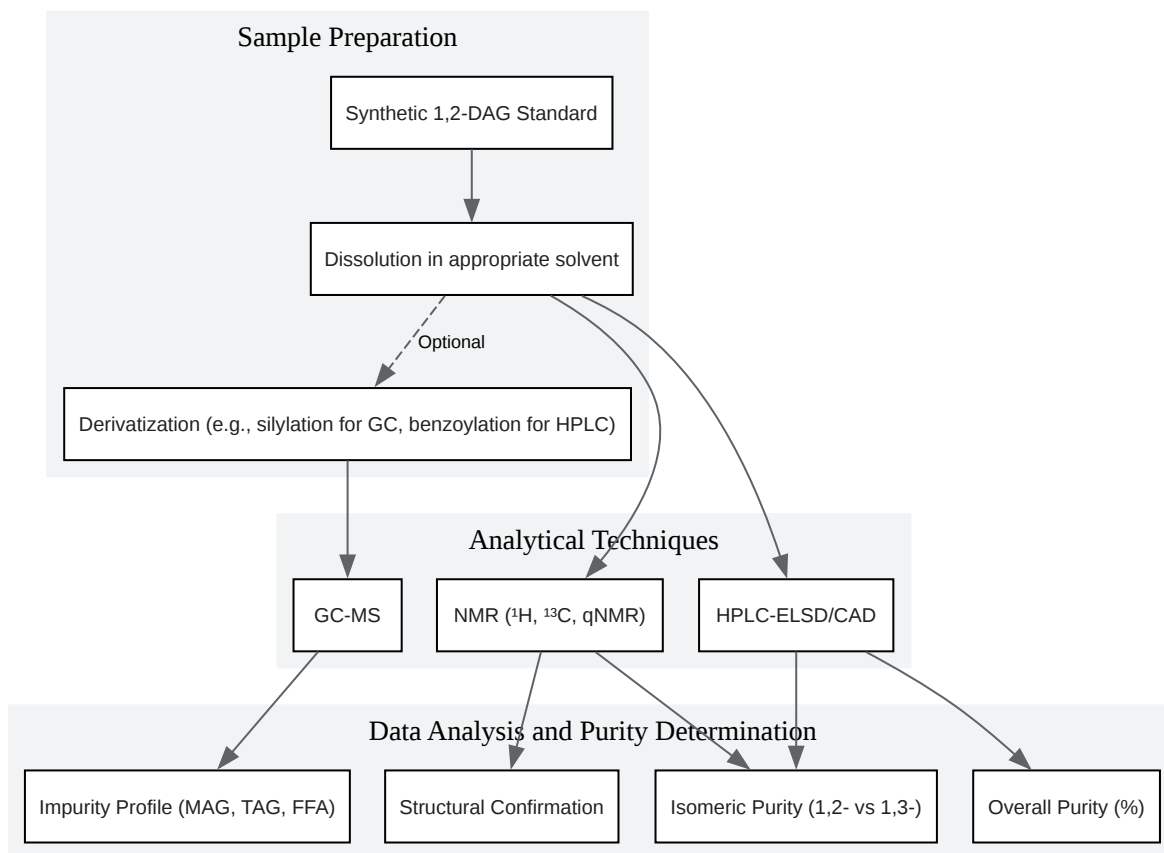 Sample Preparation
Synthetic 1,2-DAG Standard
Dissolution in appropriate solvent
Optional
Derivatization (e.g., silylation for GC, benzoylation for HPLC)
Analytical Techniques
GC-MS
NMR (¹H, ¹³C, qNMR)
HPLC-ELSD/CAD
Data Analysis and Purity Determination
Impurity Profile (MAG, TAG, FFA)
Structural Confirmation
Isomeric Purity (1,2- vs 1,3-)
Overall Purity (%)